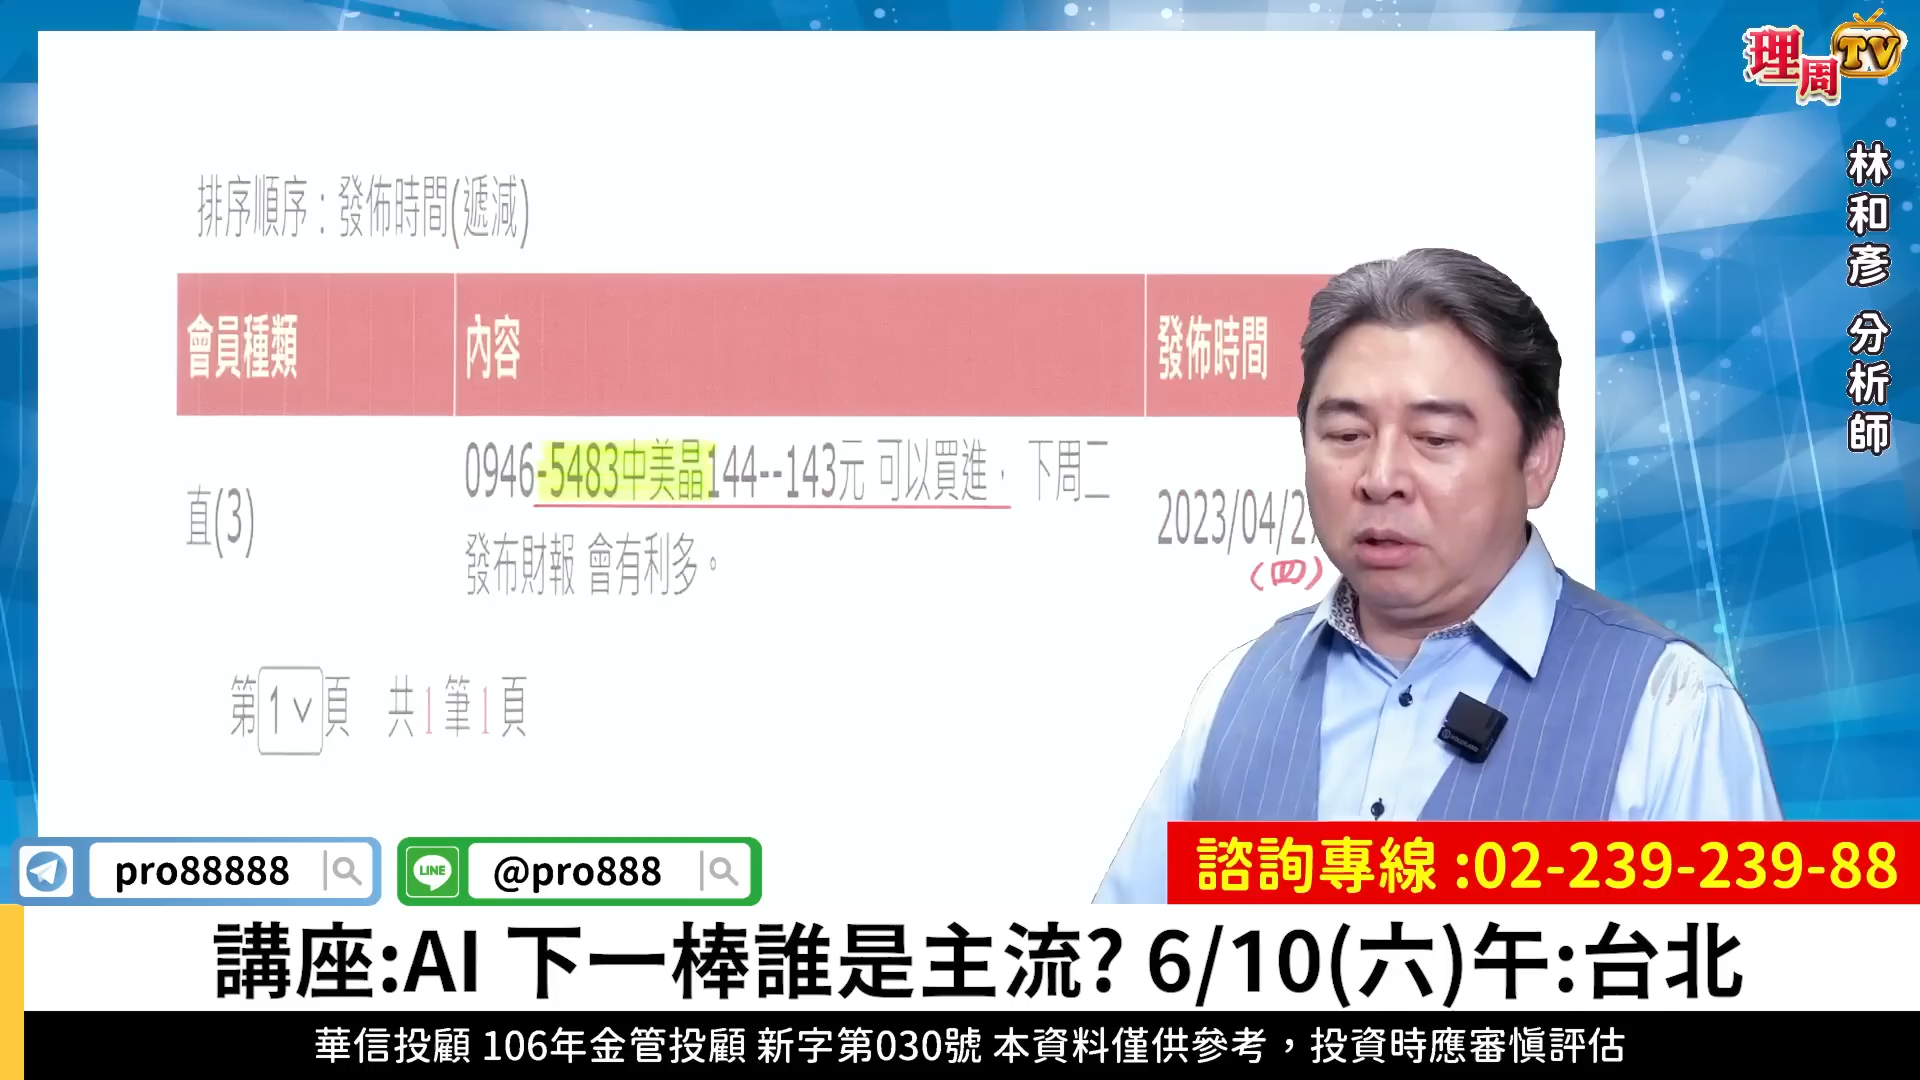 理周TV
林和彥 分析師
排序順序：發佈時間(遞減)
會員種類 內容 發佈時間
直(3)
0946-5483中美晶144--143元 可以買進， 下周二
發布財報 會有利多。
2023/04/27
(四)
第1頁 共1筆1頁
pro88888
LINE
@pro888
諮詢專線 :02-239-239-88
講座:AI 下一棒誰是主流? 6/10(六)午:台北
華信投顧 106年金管投顧 新字第030號 本資料僅供參考，投資時應審慎評估